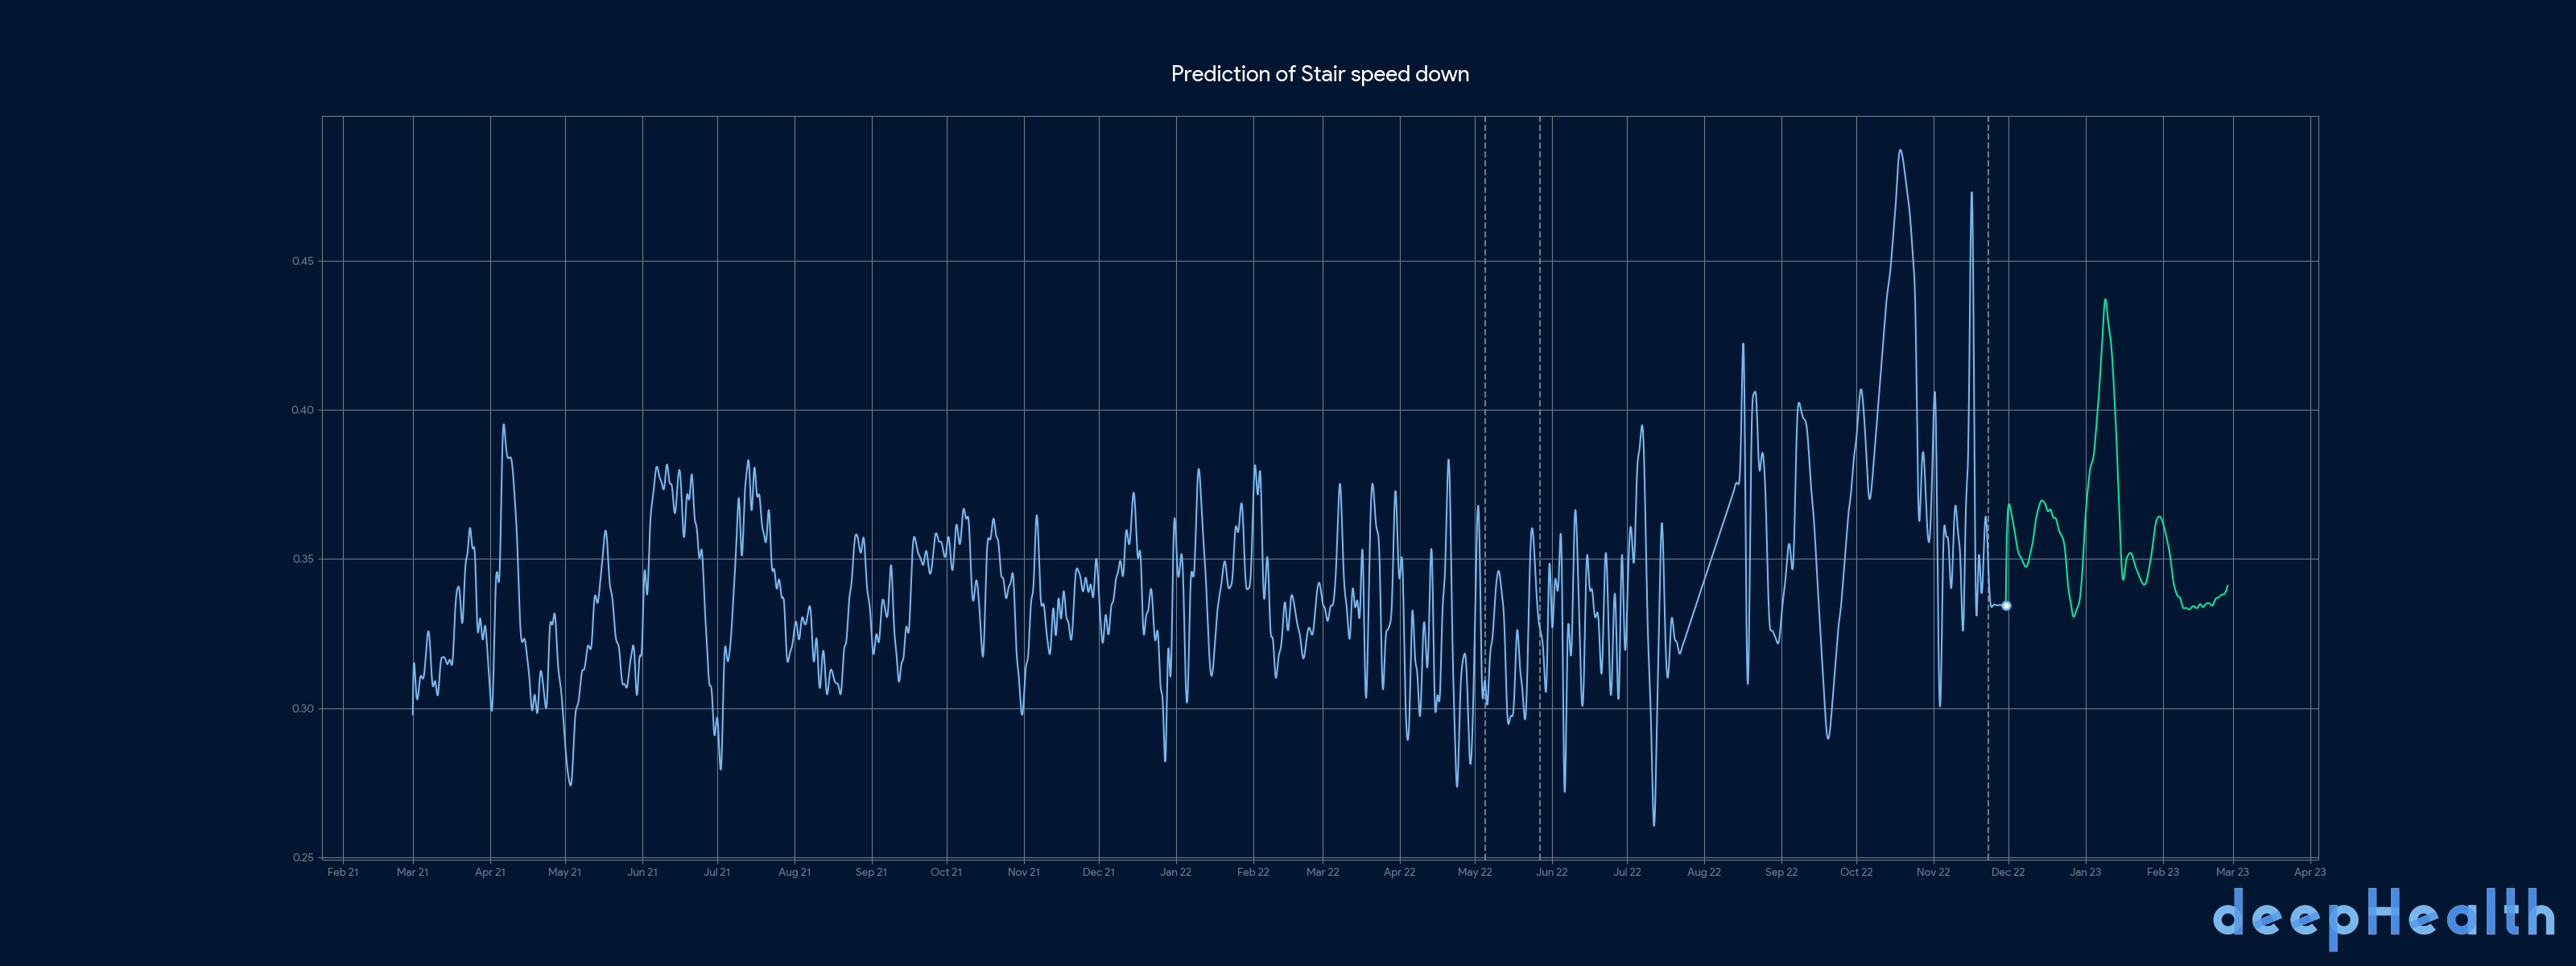 Prediction of Stair speed down
0.45
0.40
0.35
0.30
0.25
Feb 21 Mar 21 Apr 21 May 21 Jun 21 Jul 21 Aug 21 Sep 21 Oct 21 Nov 21 Dec 21 Jan 22 Feb 22 Mar 22 Apr 22 May 22 Jun 22 Jul 22 Aug 22 Sep 22 Oct 22 Nov 22 Dec 22 Jan 23 Feb 23 Mar 23 Apr 23
deepHealth